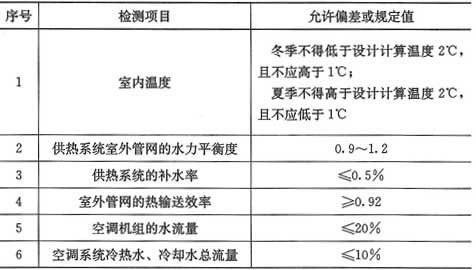 序号 检测项目 允许偏差或规定值
1 室内温度 冬季不得低于设计计算温度2℃,
且不应高于1℃;
夏季不得高于设计计算温度2℃,
且不应低于1℃
2 供热系统室外管网的水力平衡度 0.9～1.2
3 供热系统的补水率 ≤0.5%
4 室外管网的热输送效率 ≥0.92
5 空调机组的水流量 ≤20%
6 空调系统冷热水、冷却水总流量 ≤10%